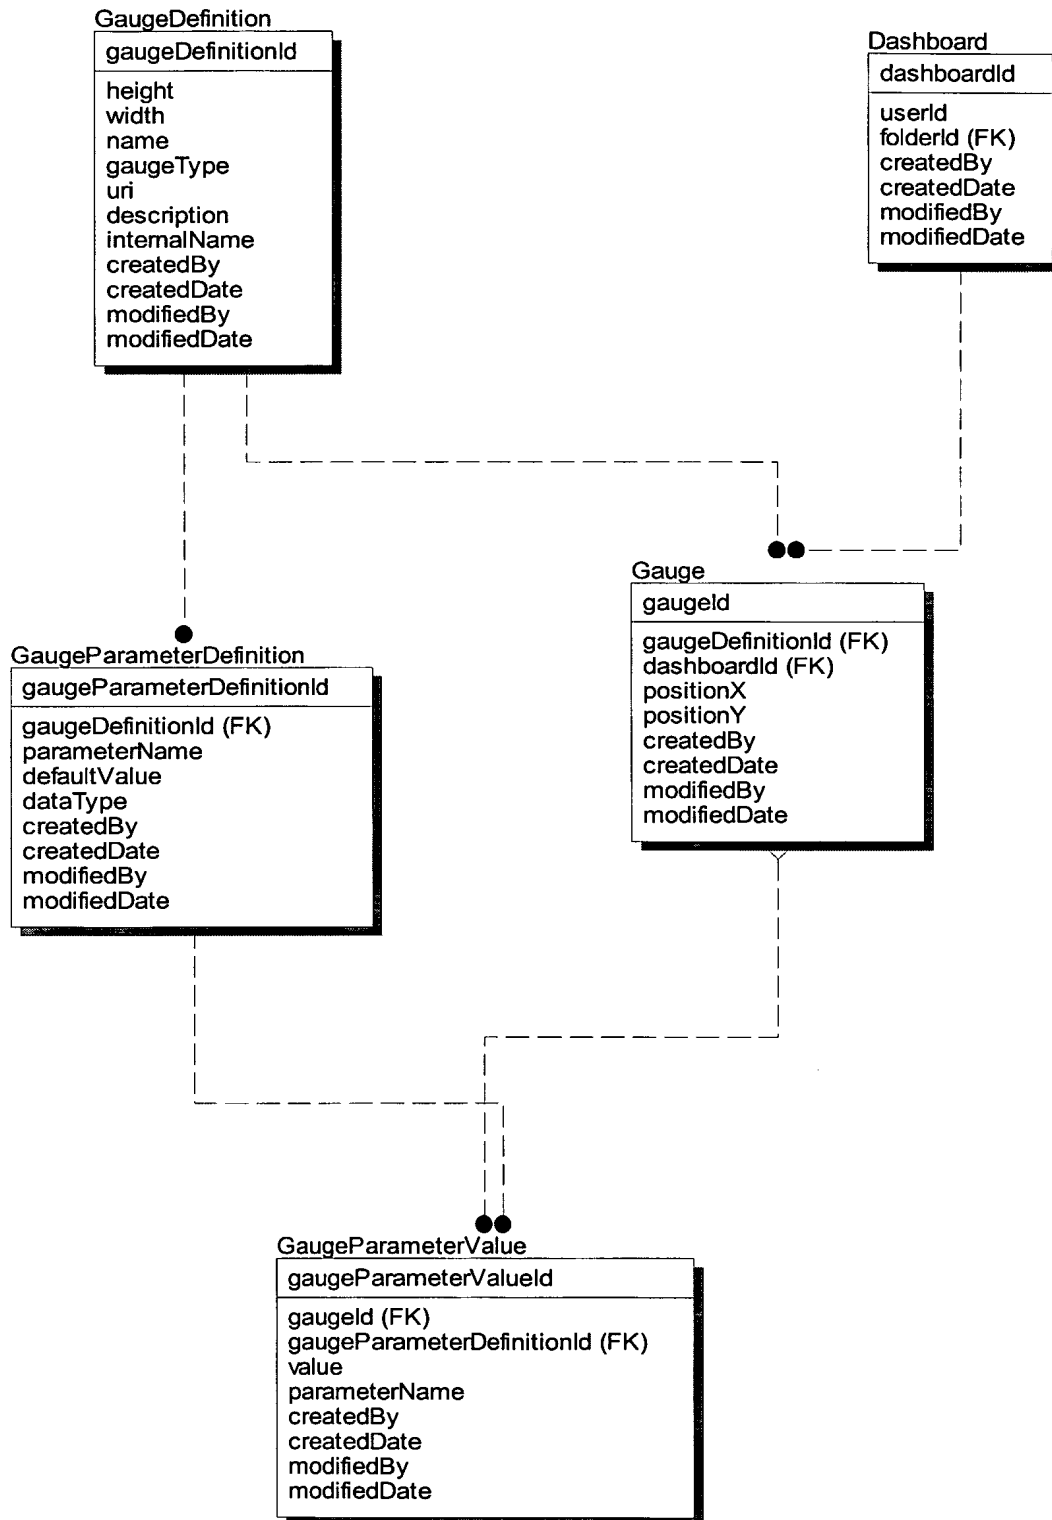 GaugeDefinition
gaugeDefinitionId
height
width
name
gaugeType
uri
description
internalName
createdBy
createdDate
modifiedBy
modifiedDate
Dashboard
dashboardId
userId
folderId (FK)
createdBy
createdDate
modifiedBy
modifiedDate
GaugeParameterDefinition
gaugeParameterDefinitionId
gaugeDefinitionId (FK)
parameterName
defaultValue
dataType
createdBy
createdDate
modifiedBy
modifiedDate
Gauge
gaugeId
gaugeDefinitionId (FK)
dashboardId (FK)
positionX
positionY
createdBy
createdDate
modifiedBy
modifiedDate
GaugeParameterValue
gaugeParameterValueId
gaugeId (FK)
gaugeParameterDefinitionId (FK)
value
parameterName
createdBy
createdDate
modifiedBy
modifiedDate